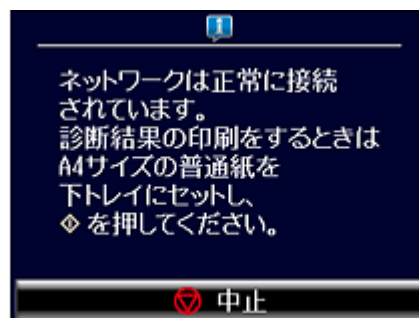 ネットワークは正常に接続
されています。
診断結果の印刷をするときは
A4サイズの普通紙を
下トレイにセットし、
を押してください。
中止